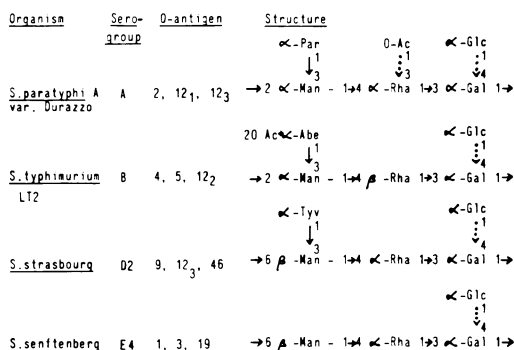 Organism Sero-group O-antigen Structure
∝-Par O-Ac ∝-Glc
↓1 ⇣1
3 3 4
S.paratyphi A A 2, 12₁, 12₃ →2 ∝-Man - 1→4 ∝-Rha 1→3 ∝-Gal 1→
var. Durazzo
2O Ac∝-Abe ∝-Glc
↓1 ⇣1
3 4
S.typhimurium B 4, 5, 12₂ →2 ∝-Man - 1→4 β-Rha 1→3 ∝-Gal 1→
LT2
∝-Tyv ∝-Glc
↓1 ⇣1
3 4
S.strasbourg D2 9, 12₃, 46 →6 β-Man - 1→4 ∝-Rha 1→3 ∝-Gal 1→
∝-Glc
⇣1
4
S.senftenberg E4 1, 3, 19 →6 β-Man - 1→4 ∝-Rha 1→3 ∝-Gal 1→